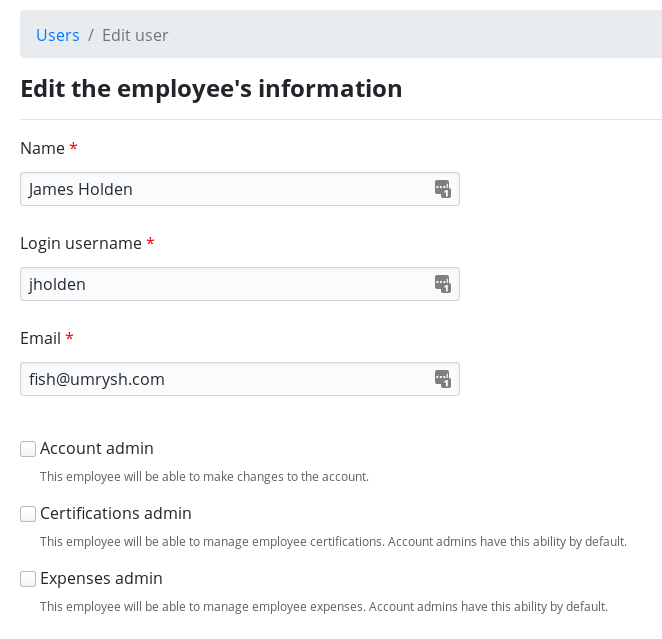 Users / Edit user
Edit the employee's information
Name *
James Holden
Login username *
jholden
Email *
fish@umrysh.com
Account admin
This employee will be able to make changes to the account.
Certifications admin
This employee will be able to manage employee certifications. Account admins have this ability by default.
Expenses admin
This employee will be able to manage employee expenses. Account admins have this ability by default.